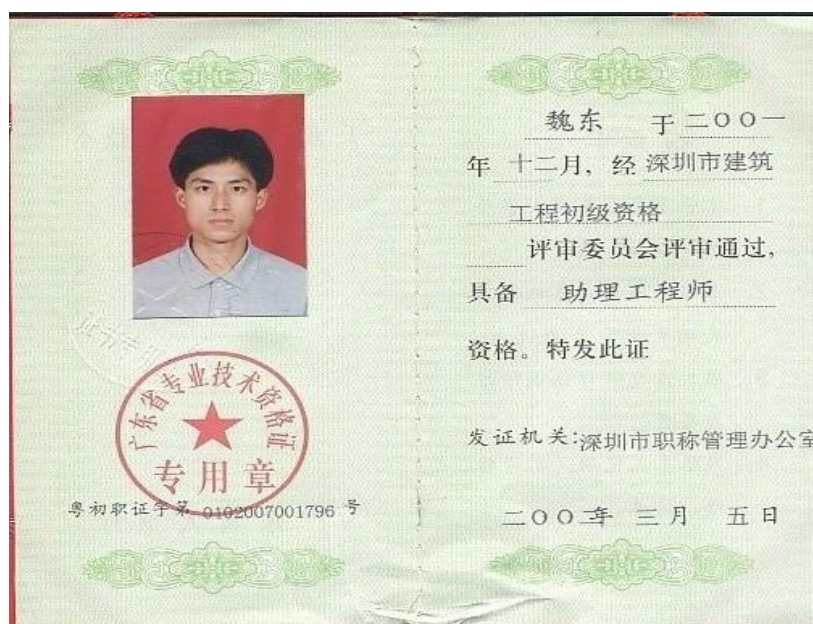 广东省专业技术资格证
专用章
粤初职证字第 0102007001796 号
魏东 于 二〇〇一
年 十二月, 经 深圳市建筑
工程初级资格
评审委员会评审通过,
具备 助理工程师
资格。特发此证
发证机关:深圳市职称管理办公室
二〇〇二年 三月 五日